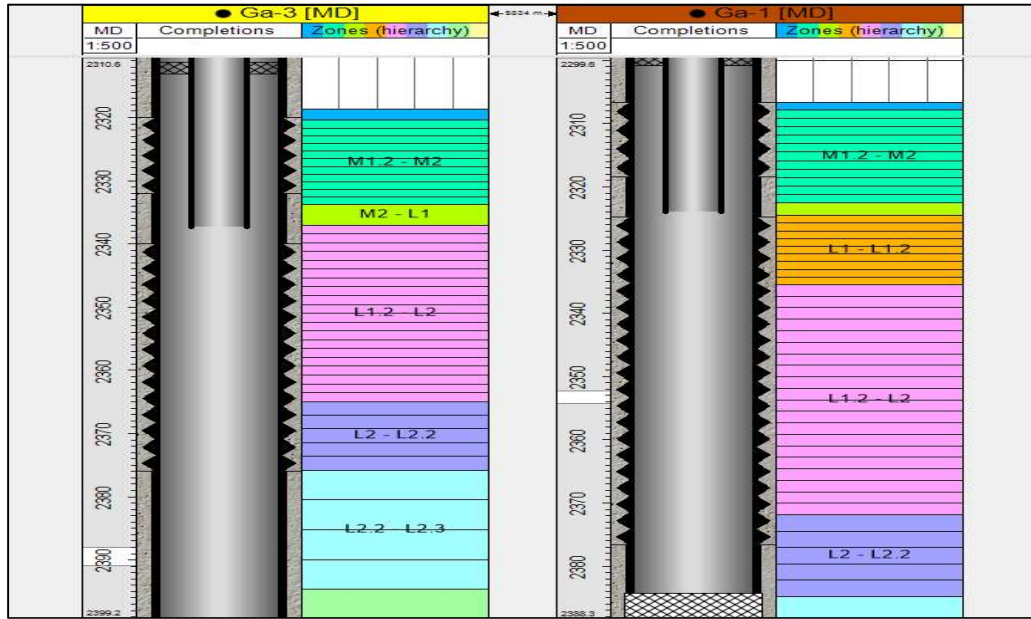 Ga-3 [MD]
5334 m
Ga-1 [MD]
MD
1:500
Completions
Zones (hierarchy)
MD
1:500
Completions
Zones (hierarchy)
2310.6
2320
2330
2340
2350
2360
2370
2380
2390
2399.2
M1.2 - M2
M2 - L1
L1.2 - L2
L2 - L2.2
L2.2 - L2.3
2299.6
2310
2320
2330
2340
2350
2360
2370
2380
2388.3
M1.2 - M2
L1 - L1.2
L1.2 - L2
L2 - L2.2